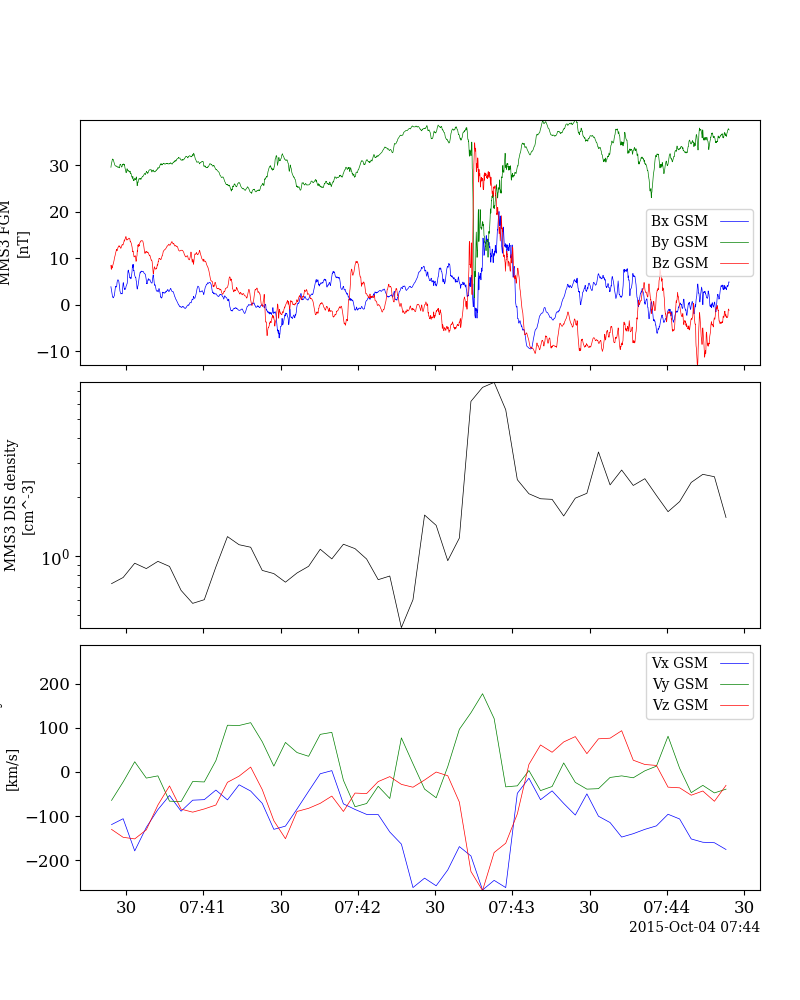 MMS3 FGM
[nT]
30
20
10
0
−10
Bx GSM
By GSM
Bz GSM
MMS3 DIS density
[cm^-3]
10^0
[km/s]
200
100
0
−100
−200
Vx GSM
Vy GSM
Vz GSM
30 07:41 30 07:42 30 07:43 30 07:44 30
2015-Oct-04 07:44